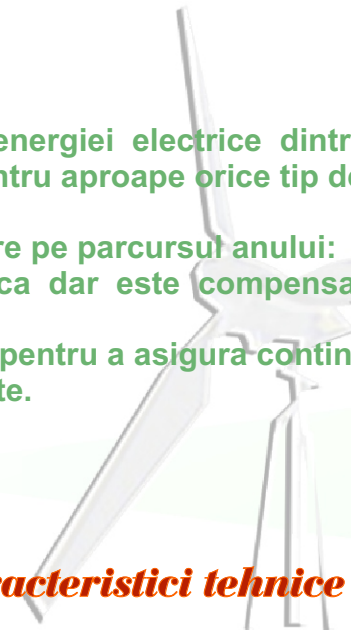 energiei electrice dintr
ntru aproape orice tip de
re pe parcursul anului:
ca dar este compensa
pentru a asigura contin
te.
racteristici tehnice